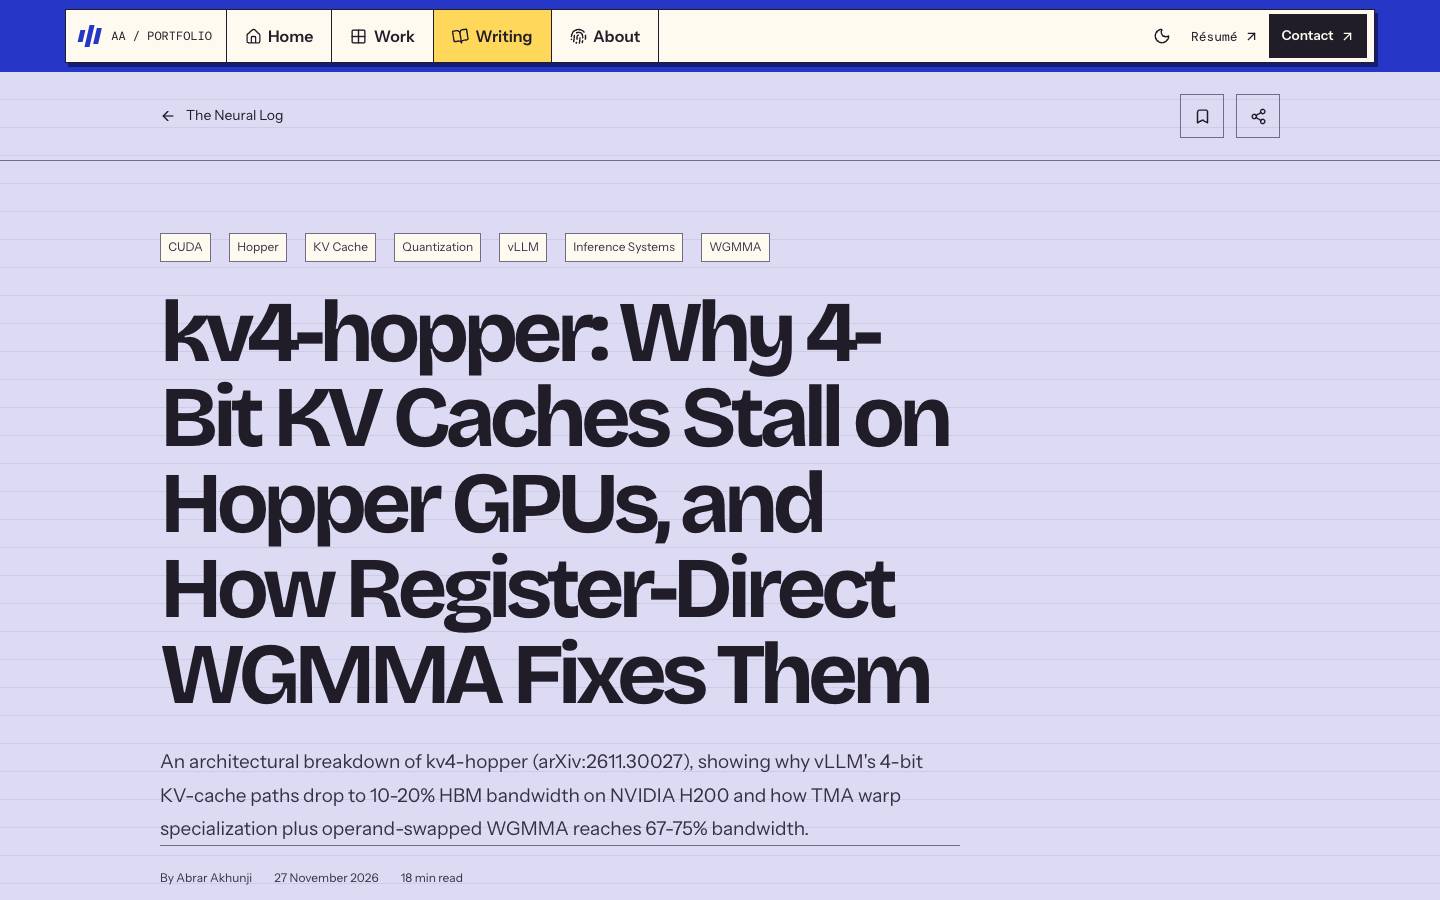 AA / PORTFOLIO
Home
Work
Writing
About
Résumé
Contact
The Neural Log
CUDA
Hopper
KV Cache
Quantization
vLLM
Inference Systems
WGMMA
kv4-hopper: Why 4-
Bit KV Caches Stall on
Hopper GPUs, and
How Register-Direct
WGMMA Fixes Them
An architectural breakdown of kv4-hopper (arXiv:2611.30027), showing why vLLM's 4-bit
KV-cache paths drop to 10-20% HBM bandwidth on NVIDIA H200 and how TMA warp
specialization plus operand-swapped WGMMA reaches 67-75% bandwidth.
By Abrar Akhunji
27 November 2026
18 min read